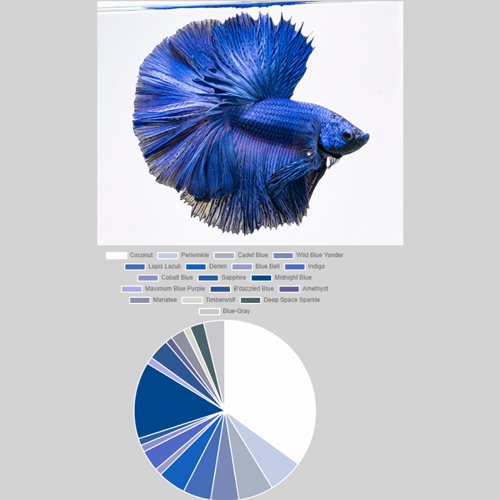 Coconut Periwinkle Cadet Blue Wild Blue Yonder
Lapis Lazuli Denim Blue Bell Indigo
Cobalt Blue Sapphire Midnight Blue
Maximum Blue Purple B'dazzled Blue Amethyst
Manatee Timberwolf Deep Space Sparkle
Blue-Gray